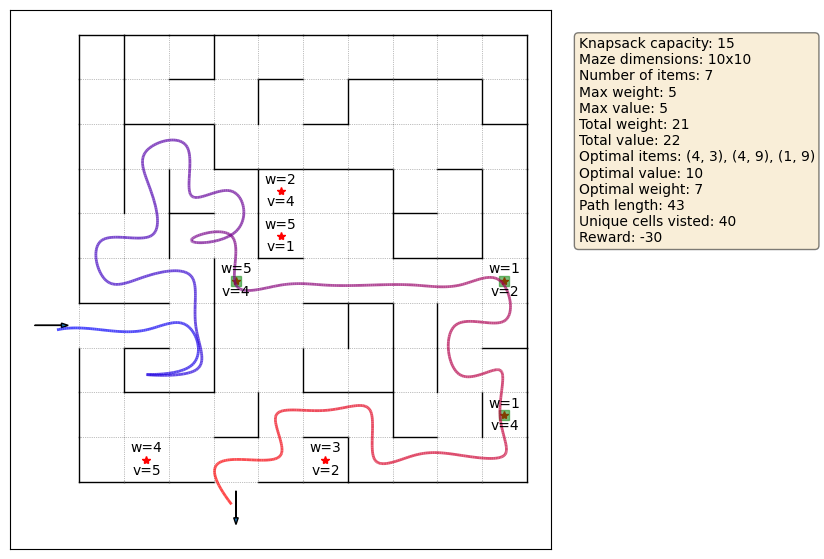 Knapsack capacity: 15
Maze dimensions: 10x10
Number of items: 7
Max weight: 5
Max value: 5
Total weight: 21
Total value: 22
Optimal items: (4, 3), (4, 9), (1, 9)
Optimal value: 10
Optimal weight: 7
Path length: 43
Unique cells visted: 40
Reward: -30
w=2
v=4
w=5
v=1
w=5
v=4
w=1
v=2
w=1
v=4
w=4
v=5
w=3
v=2